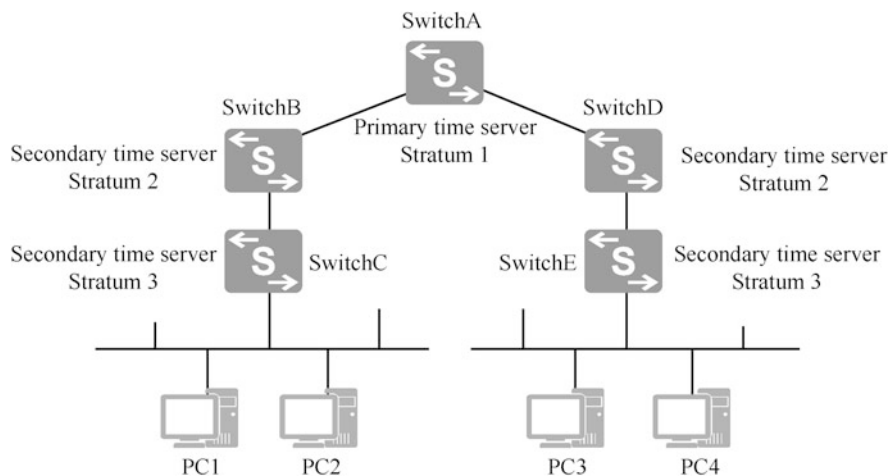 SwitchA
SwitchB
SwitchD
Primary time server
Stratum 1
Secondary time server
Stratum 2
Secondary time server
Stratum 2
S
S
S
Secondary time server
Stratum 3
SwitchC
SwitchE
Secondary time server
Stratum 3
S
S
PC1
PC2
PC3
PC4